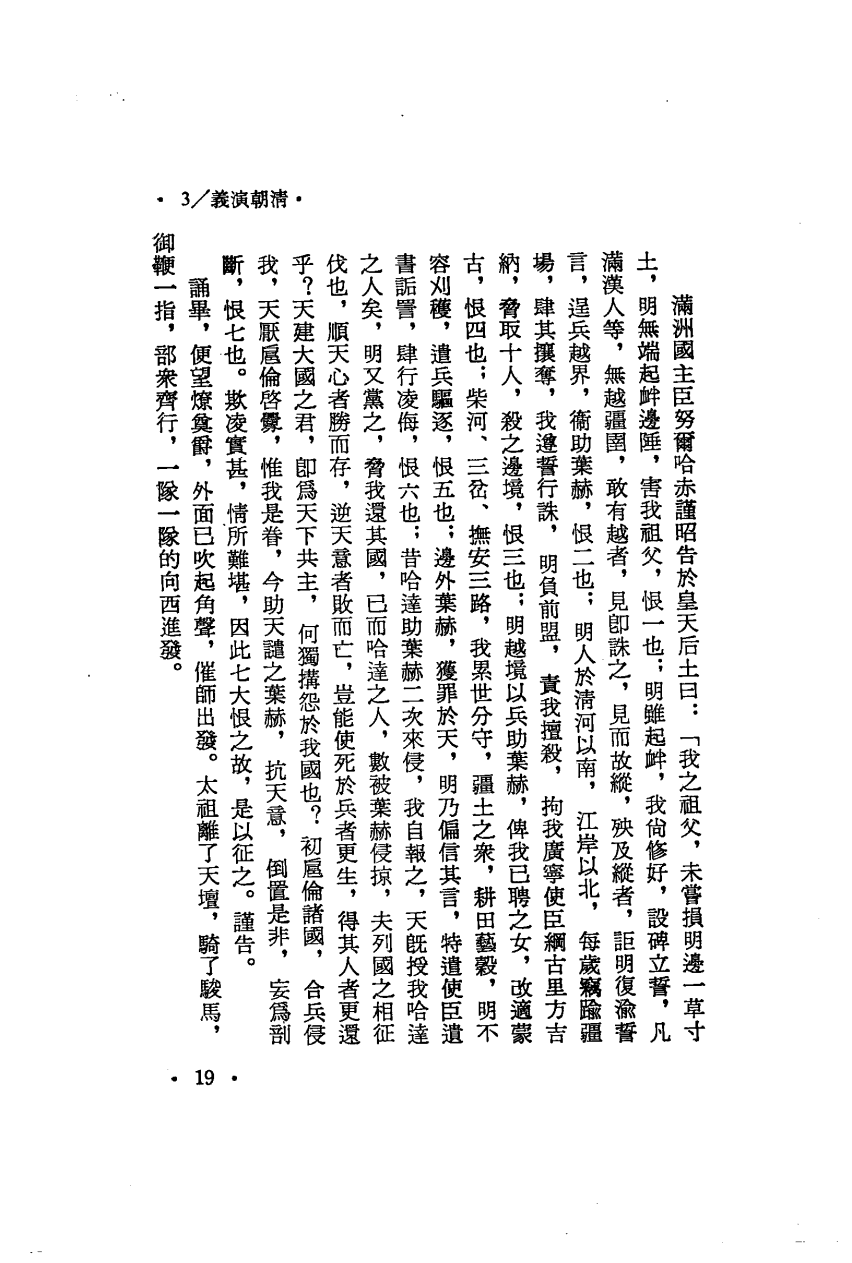 ·3／義演朝清·
滿洲國主臣努爾哈赤謹昭告於皇天后土曰：「我之祖父，未嘗損明邊一草寸
土，明無端起衅邊陲，害我祖父，恨一也；明雖起衅，我尙修好，設碑立誓，凡
滿漢人等，無越疆圉，敢有越者，見卽誅之，見而故縱，殃及縱者，詎明復渝誓
言，逞兵越界，衞助葉赫，恨二也；明人於淸河以南，江岸以北，每歲竊踰疆
場，肆其攘奪，我遵誓行誅，明負前盟，責我擅殺，拘我廣寧使臣綱古里方吉
納，脅取十人，殺之邊境，恨三也；明越境以兵助葉赫，俾我已聘之女，改適蒙
古，恨四也；柴河、三岔、撫安三路，我累世分守，疆土之衆，耕田藝穀，明不
容刈穫，遣兵驅逐，恨五也；邊外葉赫，獲罪於天，明乃偏信其言，特遣使臣遺
書詬詈，肆行凌侮，恨六也；昔哈達助葉赫二次來侵，我自報之，天旣授我哈達
之人矣，明又黨之，脅我還其國，已而哈達之人，數被葉赫侵掠，夫列國之相征
伐也，順天心者勝而存，逆天意者敗而亡，豈能使死於兵者更生，得其人者更還
乎？天建大國之君，卽爲天下共主，何獨搆怨於我國也？初扈倫諸國，合兵侵
我，天厭扈倫啓釁，惟我是眷，今助天譴之葉赫，抗天意，倒置是非，妄爲剖
斷，恨七也。欺凌實甚，情所難堪，因此七大恨之故，是以征之。謹告。
誦畢，便望燎奠爵，外面已吹起角聲，催師出發。太祖離了天壇，騎了駿馬，
御鞭一指，部衆齊行，一隊一隊的向西進發。
·19·